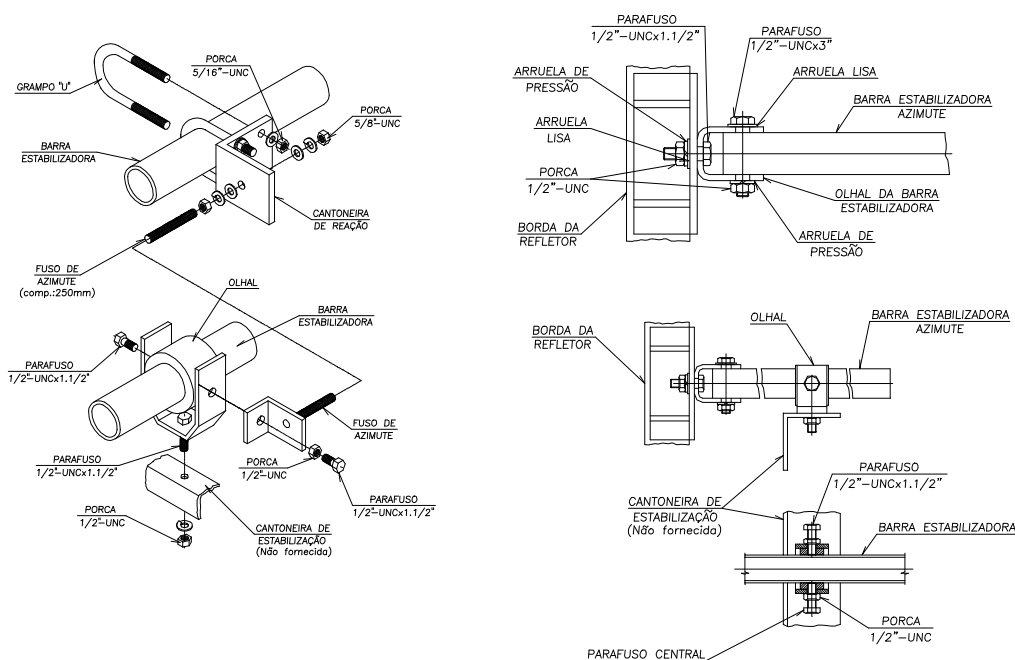 GRAMPO "U"
PORCA
5/16"-UNC
PORCA
5/8"-UNC
BARRA
ESTABILIZADORA
CANTONEIRA
DE REAÇÃO
FUSO DE
AZIMUTE
(comp.:250mm)
OLHAL
BARRA
ESTABILIZADORA
PARAFUSO
1/2"-UNCx1.1/2"
FUSO DE
AZIMUTE
PORCA
1/2"-UNC
PARAFUSO
1/2"-UNCx1.1/2"
PARAFUSO
1/2"-UNCx1.1/2"
PORCA
1/2"-UNC
CANTONEIRA DE
ESTABILIZAÇÃO
(Não fornecida)
PARAFUSO
1/2"-UNCx1.1/2"
PARAFUSO
1/2"-UNCx3"
ARRUELA DE
PRESSÃO
ARRUELA LISA
BARRA ESTABILIZADORA
AZIMUTE
ARRUELA
LISA
PORCA
1/2"-UNC
OLHAL DA BARRA
ESTABILIZADORA
BORDA DA
REFLETOR
ARRUELA DE
PRESSÃO
BORDA DA
REFLETOR
OLHAL
BARRA ESTABILIZADORA
AZIMUTE
PARAFUSO
1/2"-UNCx1.1/2"
CANTONEIRA DE
ESTABILIZAÇÃO
(Não fornecida)
BARRA ESTABILIZADORA
PORCA
1/2"-UNC
PARAFUSO CENTRAL